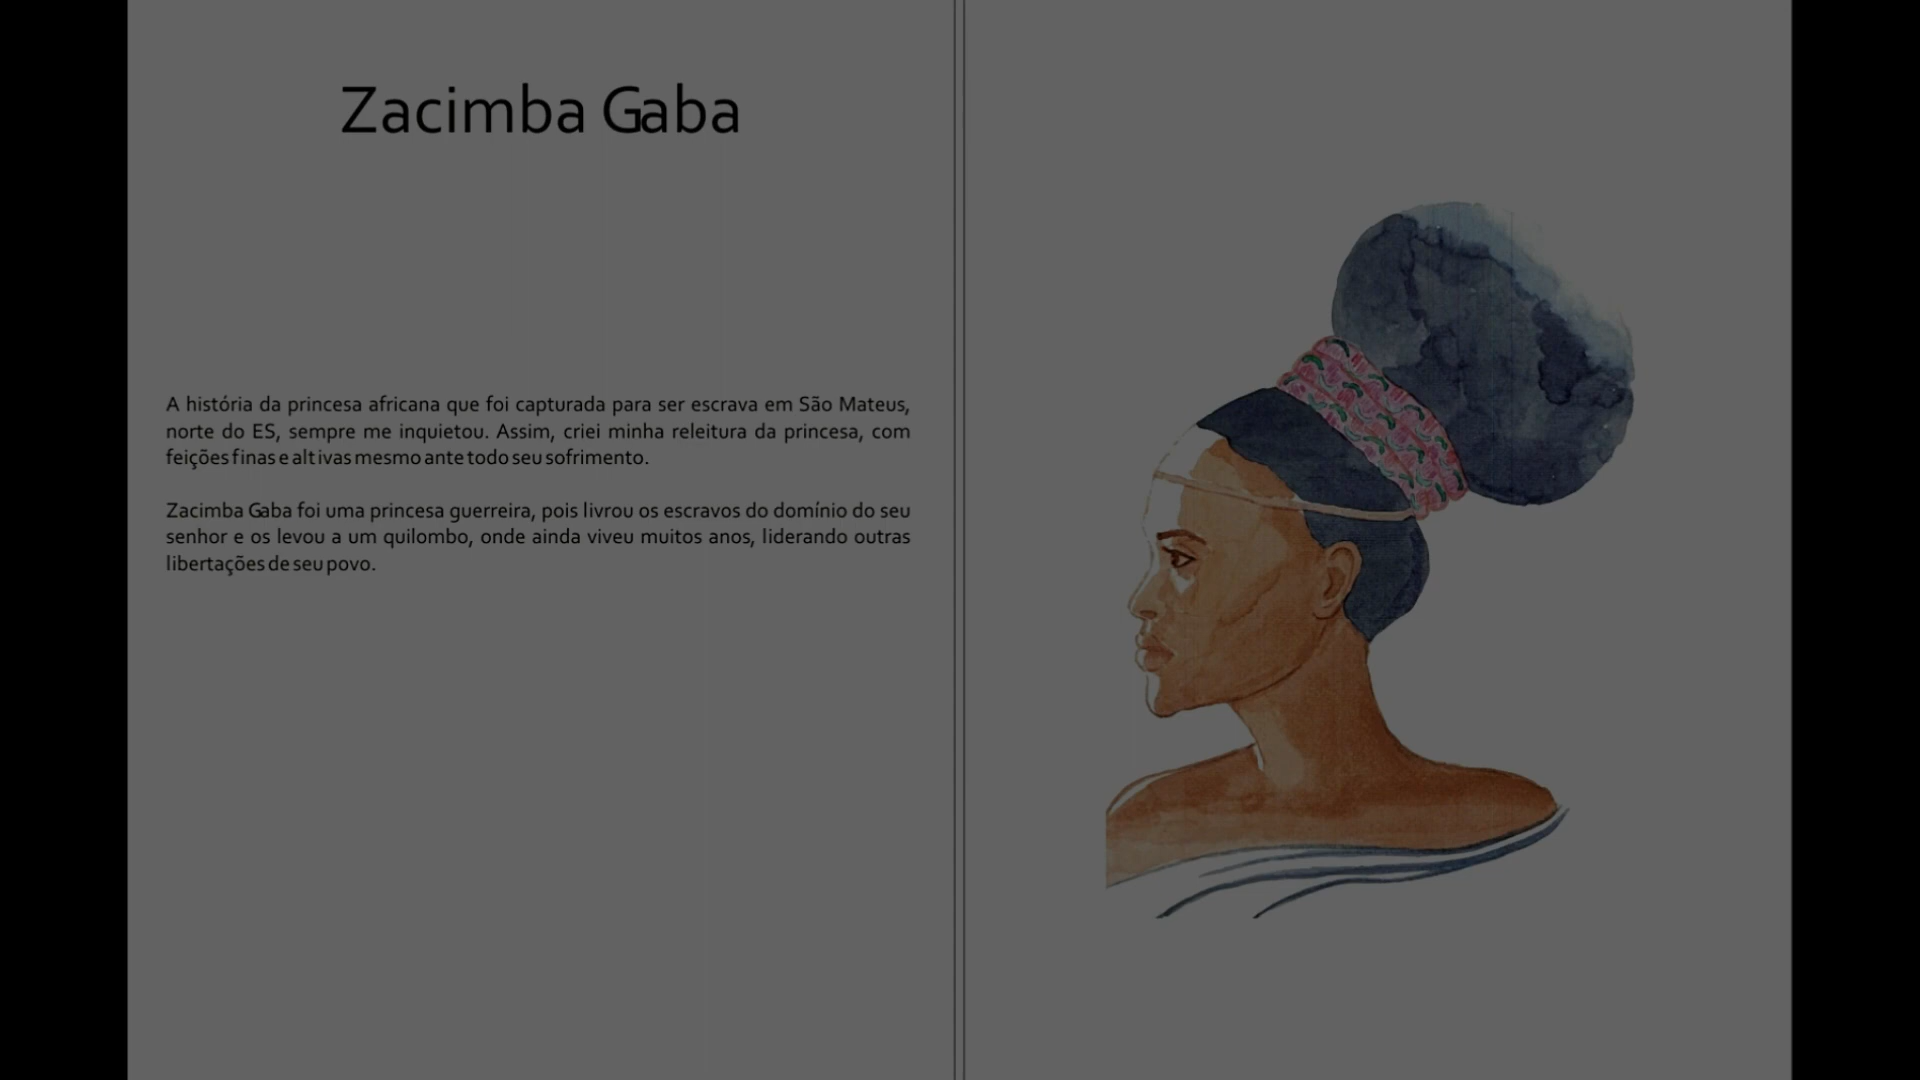 Zacimba Gaba
A história da princesa africana que foi capturada para ser escrava em São Mateus,
norte do ES, sempre me inquietou. Assim, criei minha releitura da princesa, com
feições finas e altivas mesmo ante todo seu sofrimento.
Zacimba Gaba foi uma princesa guerreira, pois livrou os escravos do domínio do seu
senhor e os levou a um quilombo, onde ainda viveu muitos anos, liderando outras
libertações de seu povo.